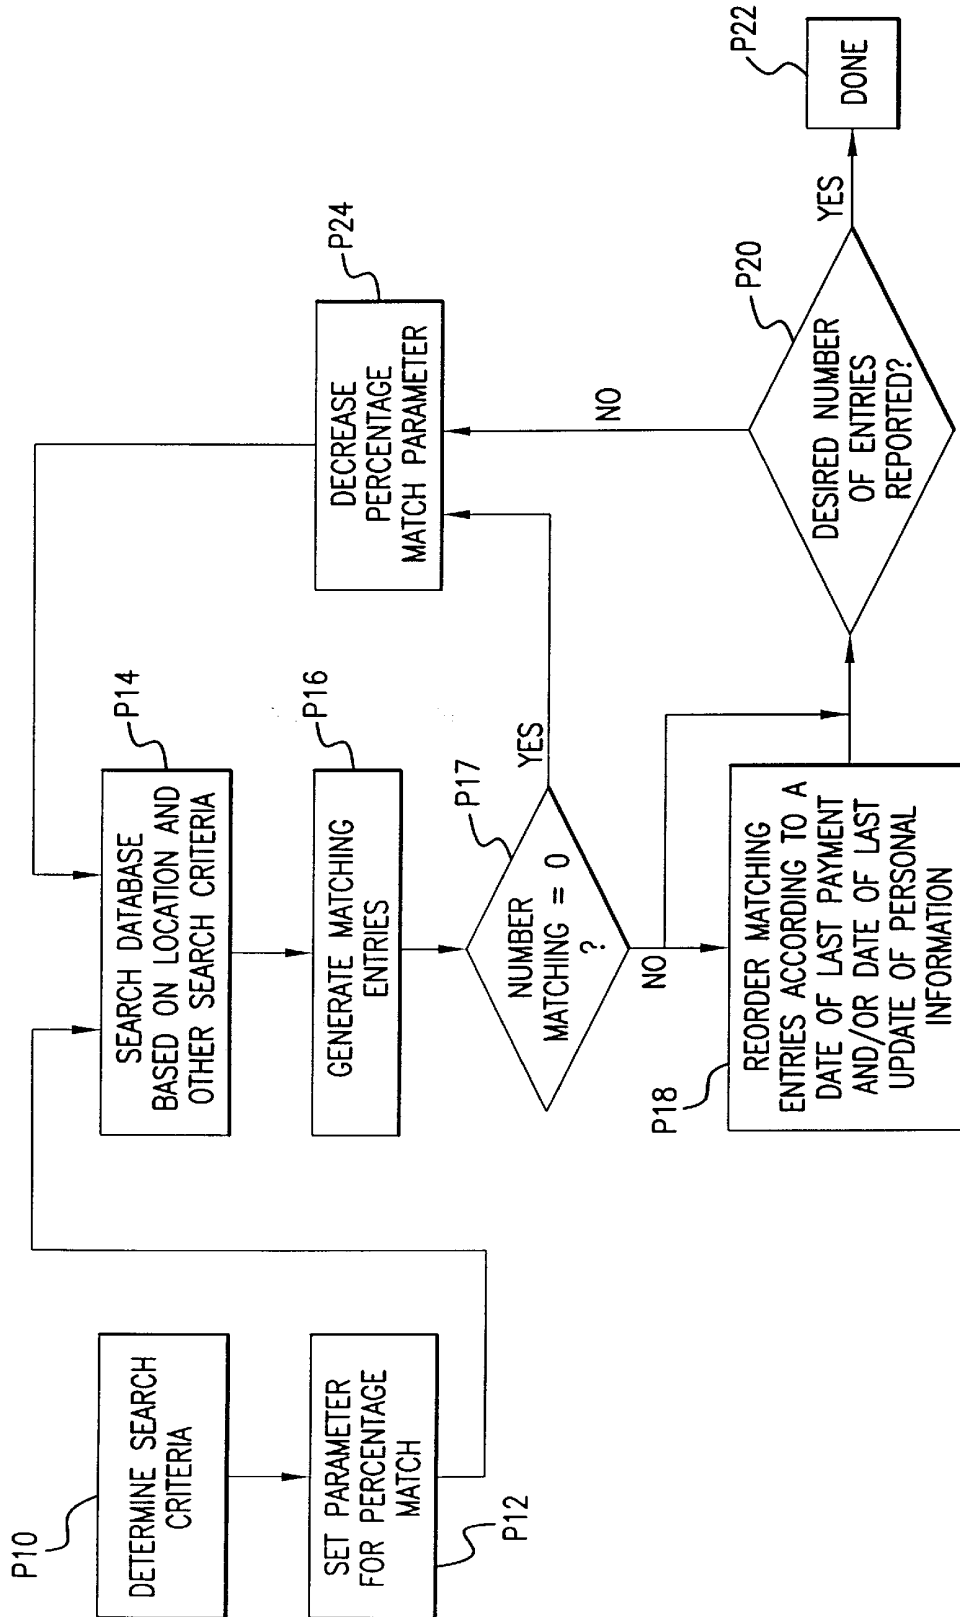 P10
DETERMINE SEARCH
CRITERIA
SET PARAMETER
FOR PERCENTAGE
MATCH
P12
SEARCH DATABASE
BASED ON LOCATION AND
OTHER SEARCH CRITERIA
P14
GENERATE MATCHING
ENTRIES
P16
NUMBER
MATCHING = 0
?
P17
YES
NO
DECREASE
PERCENTAGE
MATCH PARAMETER
P24
REORDER MATCHING
ENTRIES ACCORDING TO A
DATE OF LAST PAYMENT
AND/OR DATE OF LAST
UPDATE OF PERSONAL
INFORMATION
P18
DESIRED NUMBER
OF ENTRIES
REPORTED?
P20
NO
YES
DONE
P22